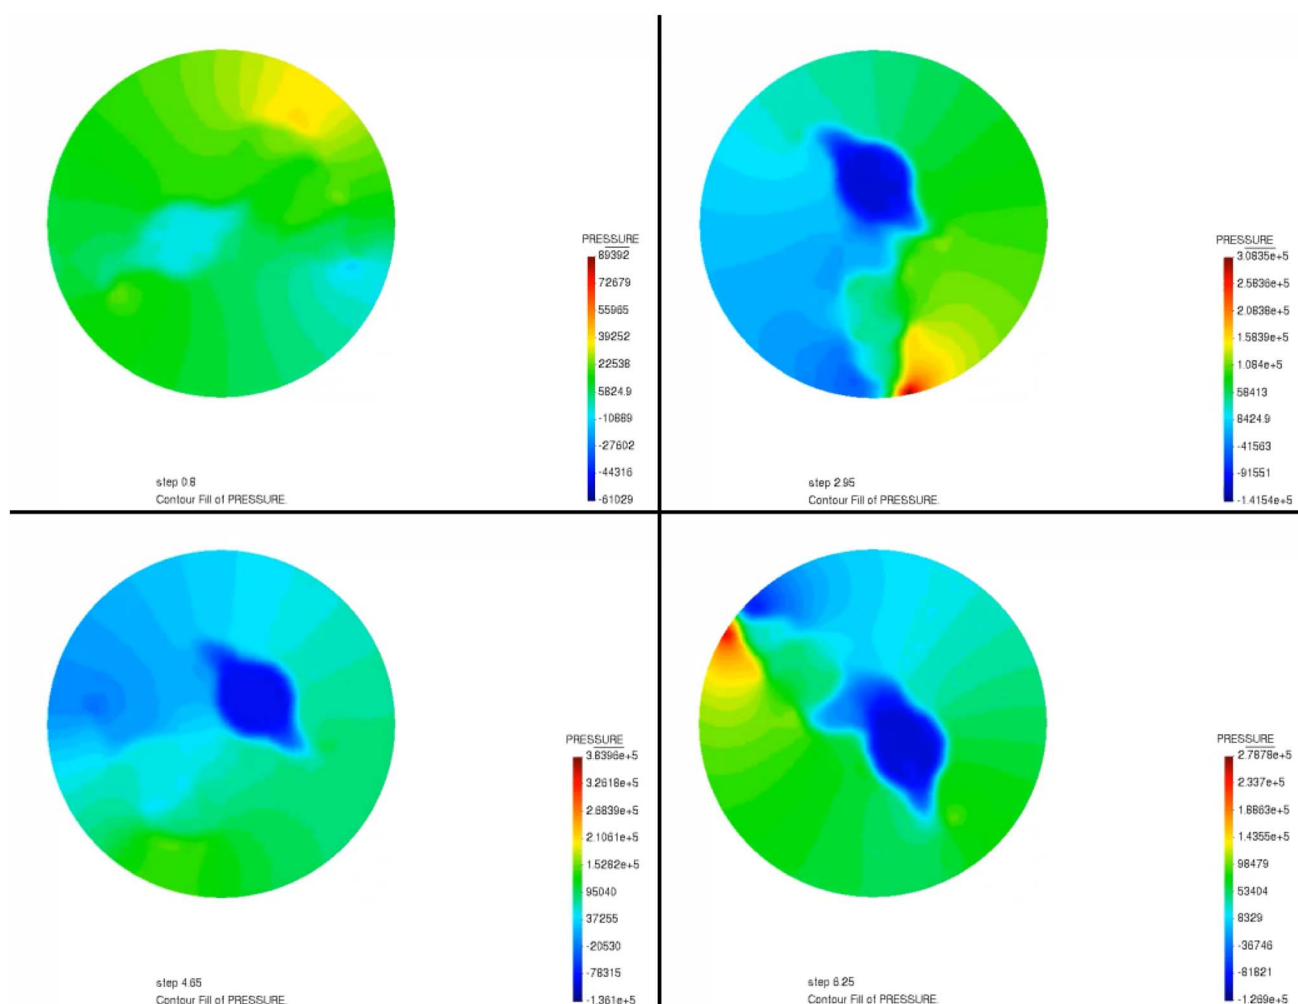 PRESSURE
89392
72679
55965
39252
22538
5824.9
-10889
-27602
-44316
-61029
step 0.8
Contour Fill of PRESSURE.
PRESSURE
3.0835e+5
2.5836e+5
2.0838e+5
1.5839e+5
1.084e+5
58413
8424.9
-41563
-91551
-1.4154e+5
step 2.95
Contour Fill of PRESSURE.
PRESSURE
3.8396e+5
3.2618e+5
2.6839e+5
2.1061e+5
1.5282e+5
95040
37255
-20530
-78315
-1.361e+5
step 4.65
Contour Fill of PRESSURE.
PRESSURE
2.7878e+5
2.337e+5
1.8863e+5
1.4355e+5
98479
53404
8329
-36746
-81821
-1.269e+5
step 6.25
Contour Fill of PRESSURE.